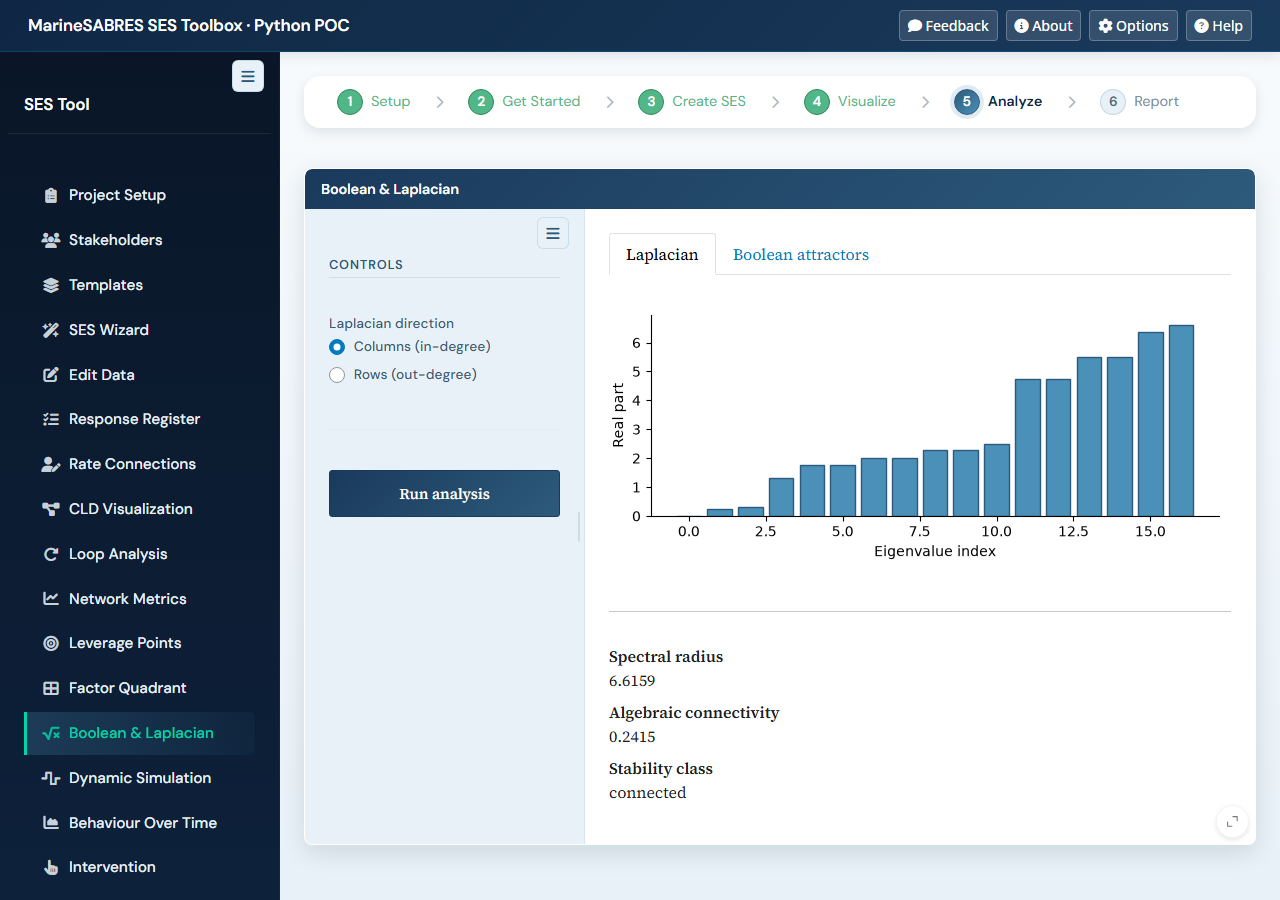 MarineSABRES SES Toolbox · Python POC
Feedback
About
Options
Help
SES Tool
Project Setup
Stakeholders
Templates
SES Wizard
Edit Data
Response Register
Rate Connections
CLD Visualization
Loop Analysis
Network Metrics
Leverage Points
Factor Quadrant
Boolean & Laplacian
Dynamic Simulation
Behaviour Over Time
Intervention
1 Setup
2 Get Started
3 Create SES
4 Visualize
5 Analyze
6 Report
Boolean & Laplacian
CONTROLS
Laplacian direction
Columns (in-degree)
Rows (out-degree)
Run analysis
Laplacian
Boolean attractors
Real part
6
5
4
3
2
1
0
0.0 2.5 5.0 7.5 10.0 12.5 15.0
Eigenvalue index
Spectral radius
6.6159
Algebraic connectivity
0.2415
Stability class
connected